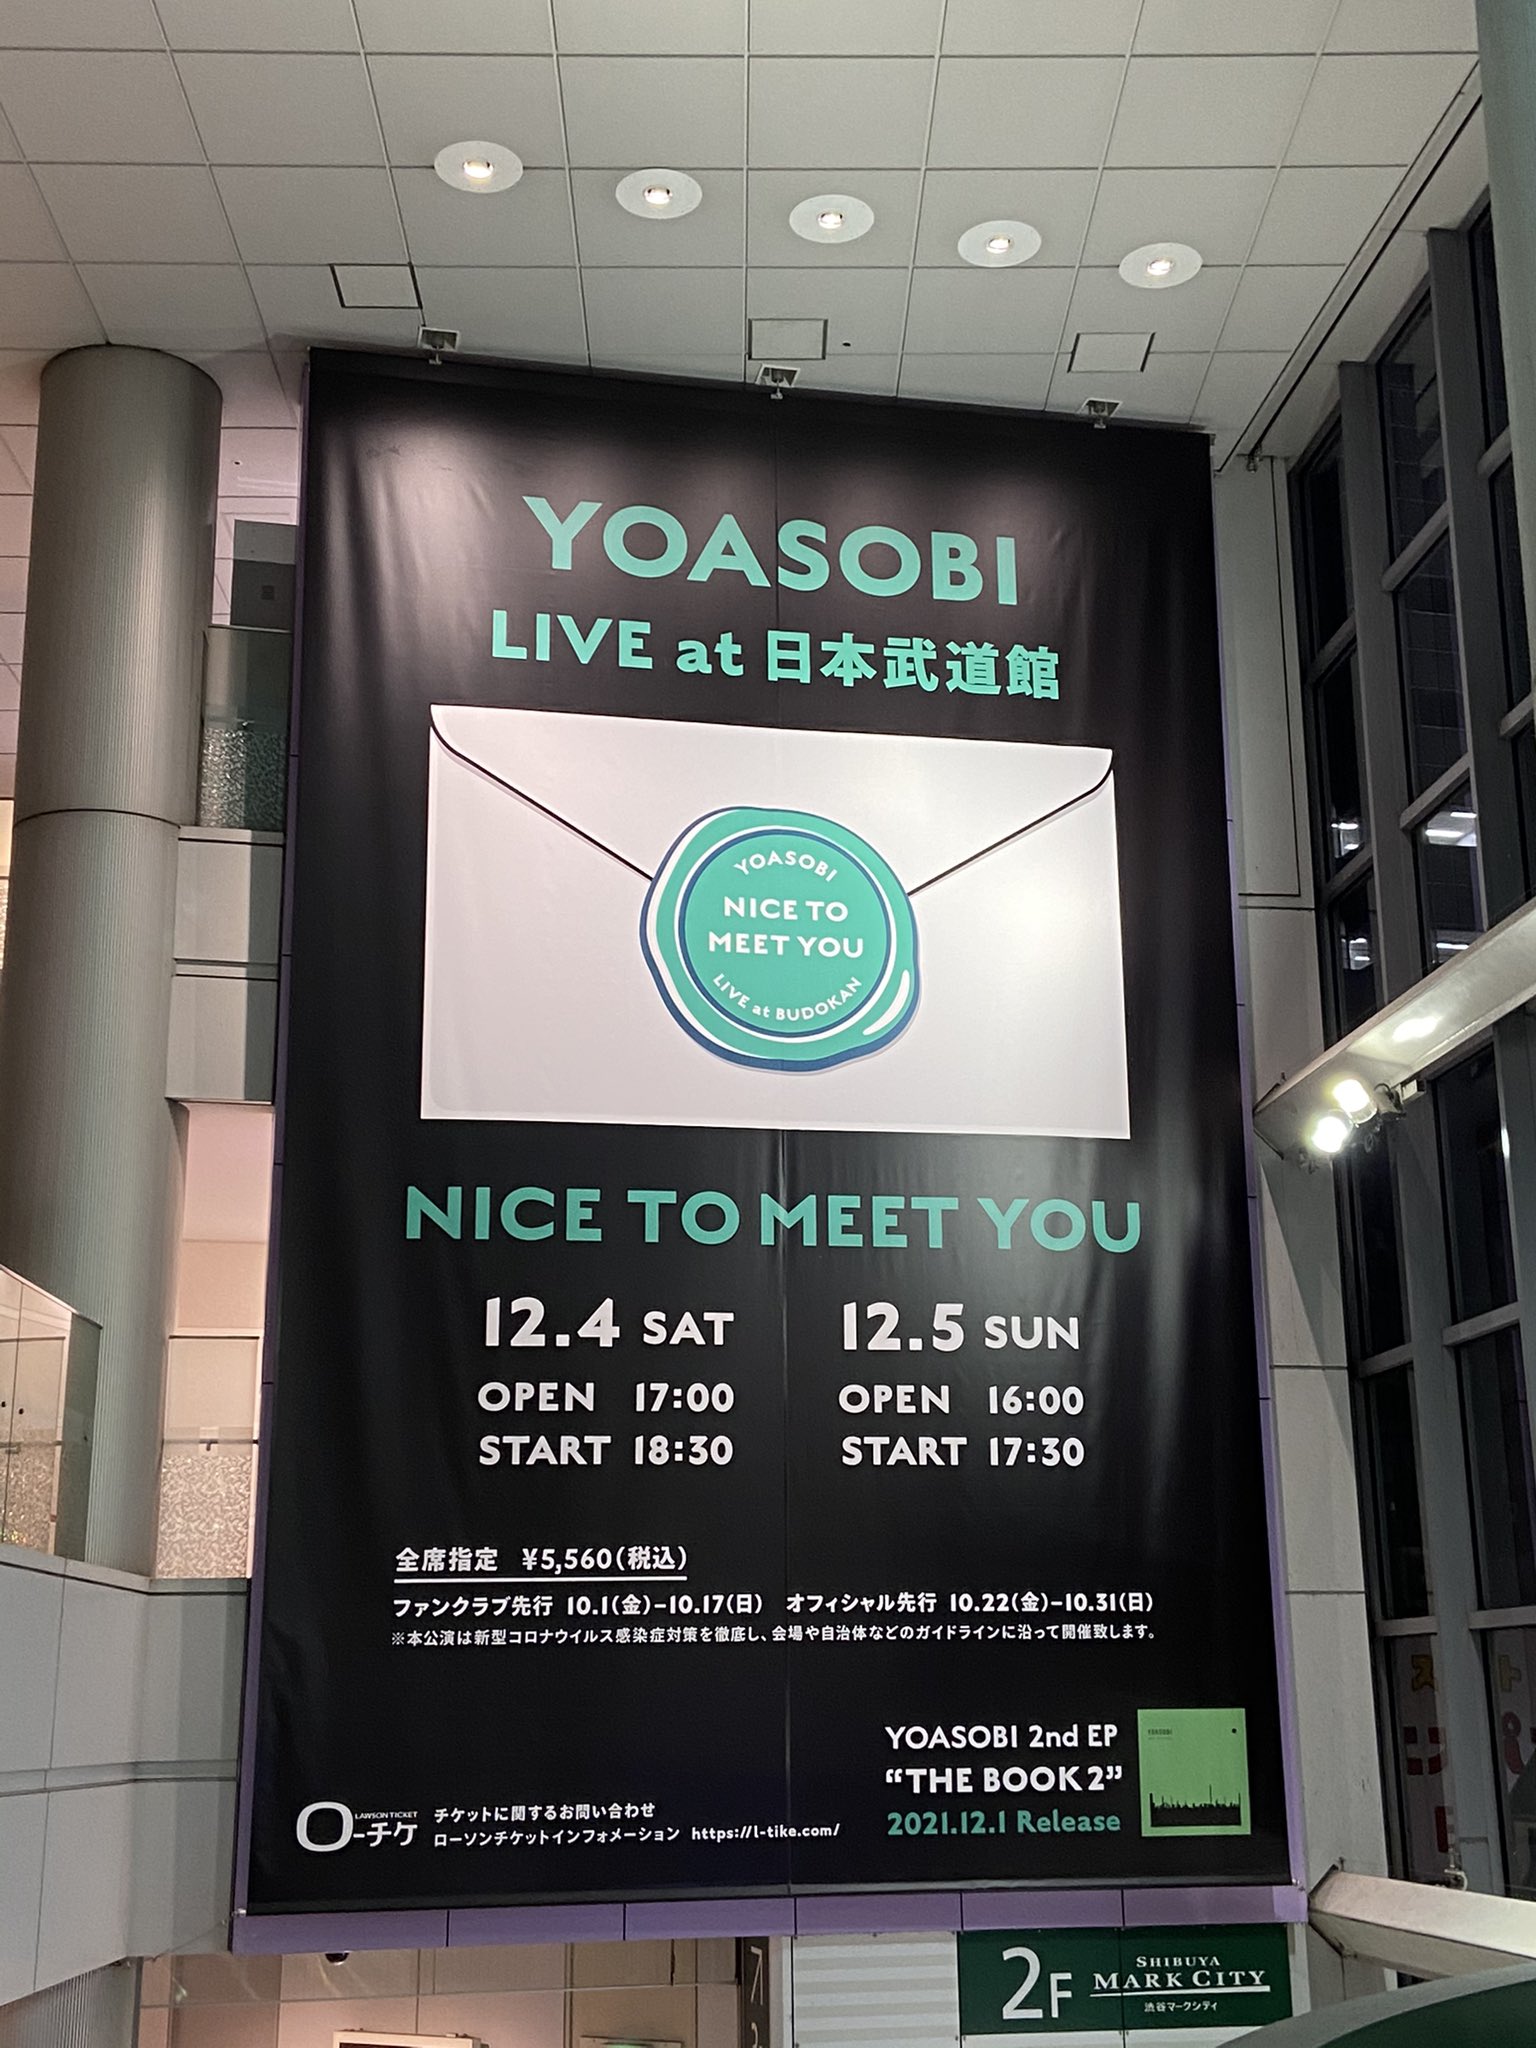 YOASOBI
LIVE at 日本武道館
YOASOBI
NICE TO
MEET YOU
LIVE at BUDOKAN
NICE TO MEET YOU
12.4 SAT
OPEN 17:00
START 18:30
12.5 SUN
OPEN 16:00
START 17:30
全席指定 ¥5,560(税込)
ファンクラブ先行 10.1(金)–10.17(日) オフィシャル先行 10.22(金)–10.31(日)
※本公演は新型コロナウイルス感染症対策を徹底し、会場や自治体などのガイドラインに沿って開催致します。
YOASOBI 2nd EP
“THE BOOK 2”
2021.12.1 Release
YOASOBI
LAWSON TICKET
ローチケ
チケットに関するお問い合わせ
ローソンチケットインフォメーション https://l-tike.com/
2F
SHIBUYA
MARK CITY
渋谷マークシティ